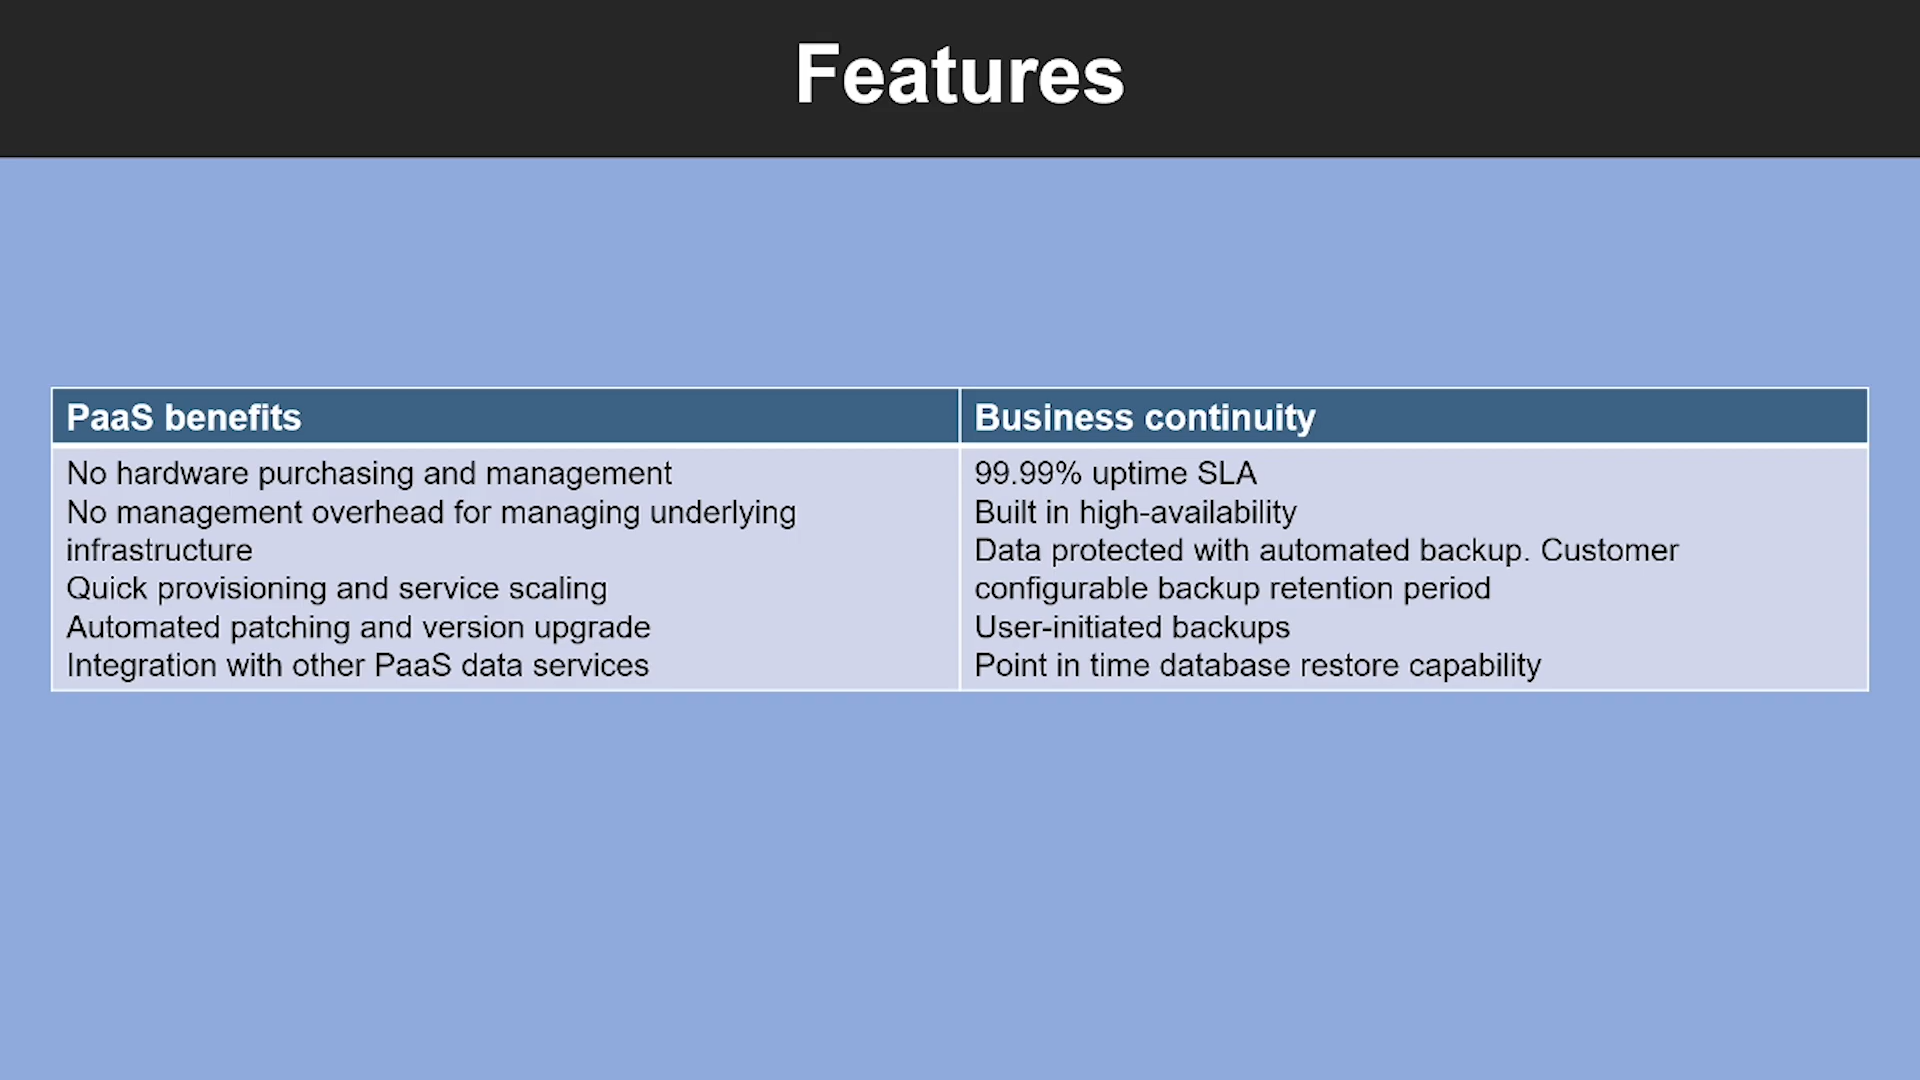 Features
PaaS benefits
No hardware purchasing and management
No management overhead for managing underlying
infrastructure
Quick provisioning and service scaling
Automated patching and version upgrade
Integration with other PaaS data services
Business continuity
99.99% uptime SLA
Built in high-availability
Data protected with automated backup. Customer
configurable backup retention period
User-initiated backups
Point in time database restore capability